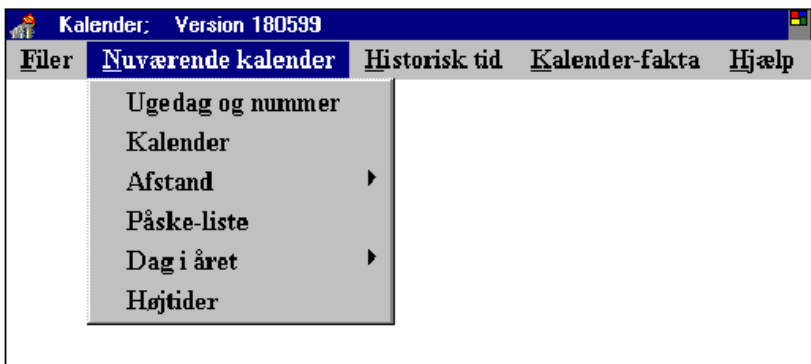 Kalender; Version 180599
Filer Nuværende kalender Historisk tid Kalender-fakta Hjælp
Ugedag og nummer
Kalender
Afstand
Påske-liste
Dag i året
Højtider